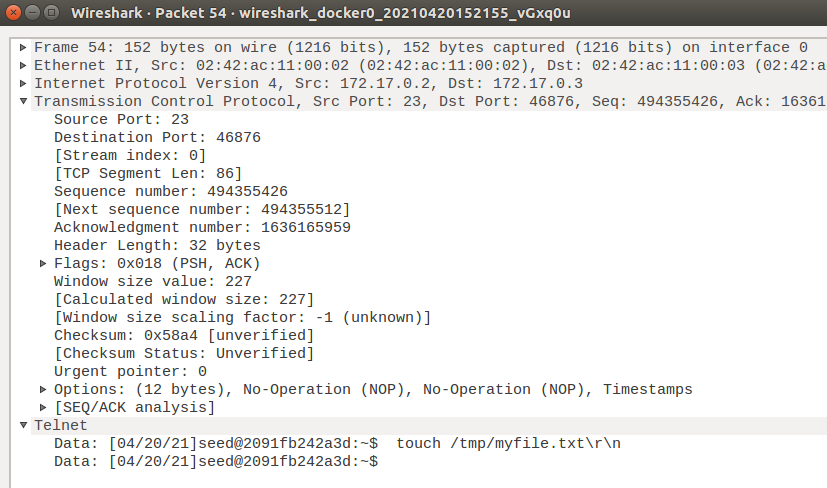 Wireshark · Packet 54 · wireshark_docker0_20210420152155_vGxq0u
Frame 54: 152 bytes on wire (1216 bits), 152 bytes captured (1216 bits) on interface 0
Ethernet II, Src: 02:42:ac:11:00:02 (02:42:ac:11:00:02), Dst: 02:42:ac:11:00:03 (02:42:a
Internet Protocol Version 4, Src: 172.17.0.2, Dst: 172.17.0.3
Transmission Control Protocol, Src Port: 23, Dst Port: 46876, Seq: 494355426, Ack: 16361
Source Port: 23
Destination Port: 46876
[Stream index: 0]
[TCP Segment Len: 86]
Sequence number: 494355426
[Next sequence number: 494355512]
Acknowledgment number: 1636165959
Header Length: 32 bytes
Flags: 0x018 (PSH, ACK)
Window size value: 227
[Calculated window size: 227]
[Window size scaling factor: -1 (unknown)]
Checksum: 0x58a4 [unverified]
[Checksum Status: Unverified]
Urgent pointer: 0
Options: (12 bytes), No-Operation (NOP), No-Operation (NOP), Timestamps
[SEQ/ACK analysis]
Telnet
Data: [04/20/21]seed@2091fb242a3d:~$  touch /tmp/myfile.txt\r\n
Data: [04/20/21]seed@2091fb242a3d:~$